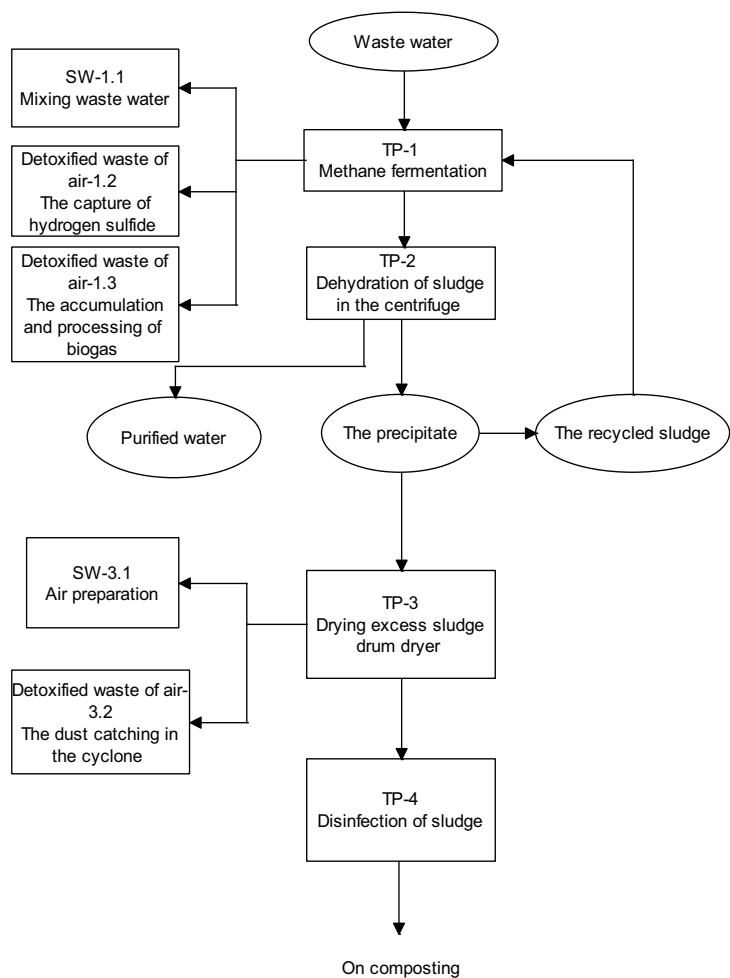 Waste water
SW-1.1
Mixing waste water
TP-1
Methane fermentation
Detoxified waste of
air-1.2
The capture of
hydrogen sulfide
Detoxified waste of
air-1.3
The accumulation
and processing of
biogas
TP-2
Dehydration of sludge
in the centrifuge
Purified water
The precipitate
The recycled sludge
SW-3.1
Air preparation
TP-3
Drying excess sludge
drum dryer
Detoxified waste of air-
3.2
The dust catching in
the cyclone
TP-4
Disinfection of sludge
On composting